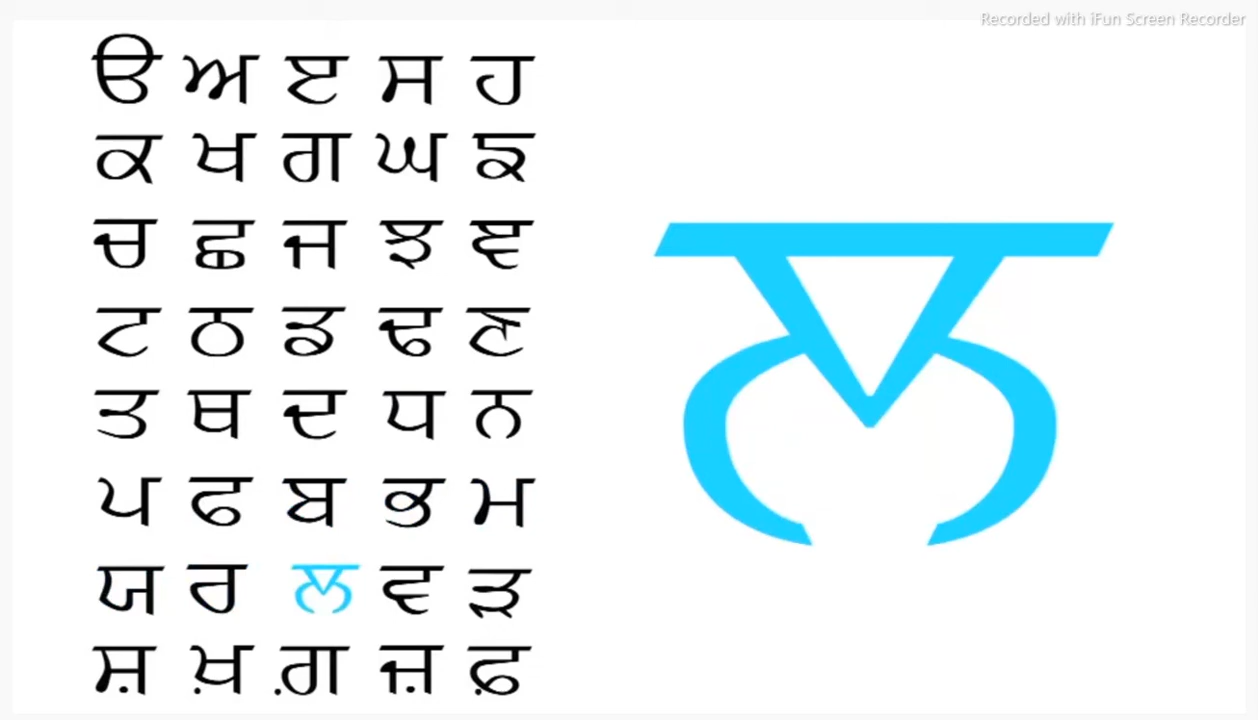 Recorded with iFun Screen Recorder
ੳ ਅ ੲ ਸ ਹ
ਕ ਖ ਗ ਘ ਙ
ਚ ਛ ਜ ਝ ਞ
ਟ ਠ ਡ ਢ ਣ
ਤ ਥ ਦ ਧ ਨ
ਪ ਫ ਬ ਭ ਮ
ਯ ਰ ਲ ਵ ੜ
ਸ਼ ਖ਼ ਗ਼ ਜ਼ ਫ਼
ਲ